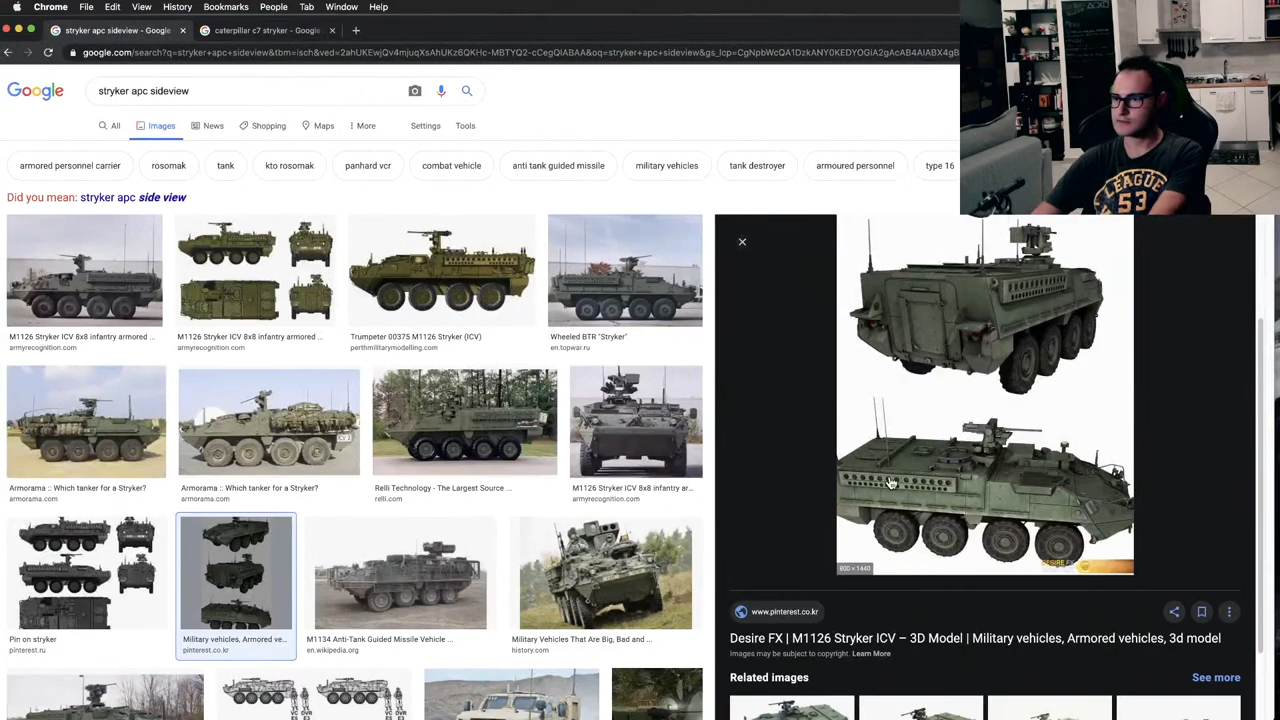 Chrome File Edit View History Bookmarks People Tab Window Help
stryker apc sideview - Google
caterpillar c7 stryker - Google
Google
stryker apc sideview
All Images News Shopping Maps More Settings Tools
armored personnel carrier rosomak tank kto rosomak panhard vcr combat vehicle anti tank guided missile military vehicles tank destroyer armoured personnel type 16
Did you mean: stryker apc side view
M1126 Stryker ICV 8x8 infantry armored ...
armyrecognition.com
M1126 Stryker ICV 8x8 infantry armored ...
armyrecognition.com
Trumpeter 00375 M1126 Stryker (ICV)
perthmilitarymodelling.com
Wheeled BTR "Stryker"
en.topwar.ru
Armorama :: Which tanker for a Stryker?
armorama.com
Armorama :: Which tanker for a Stryker?
armorama.com
Relli Technology - The Largest Source ...
relli.com
M1126 Stryker ICV 8x8 infantry ar...
armyrecognition.com
Pin on stryker
pinterest.ru
Military vehicles, Armored ve...
pinterest.co.kr
M1134 Anti-Tank Guided Missile Vehicle ...
en.wikipedia.org
Military Vehicles That Are Big, Bad and ...
history.com
800 × 1440
www.pinterest.co.kr
Desire FX | M1126 Stryker ICV – 3D Model | Military vehicles, Armored vehicles, 3d model
Images may be subject to copyright. Learn More
Related images
See more
LEAGUE
53